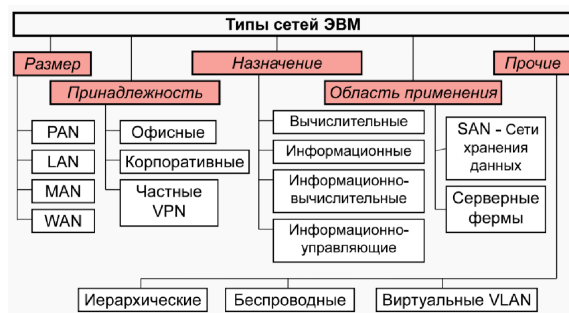 Типы сетей ЭВМ
Размер
Назначение
Прочие
Принадлежность
Область применения
PAN
LAN
MAN
WAN
Офисные
Корпоративные
Частные
VPN
Вычислительные
Информационные
Информационно-
вычислительные
Информационно-
управляющие
SAN - Сети
хранения
данных
Серверные
фермы
Иерархические
Беспроводные
Виртуальные VLAN